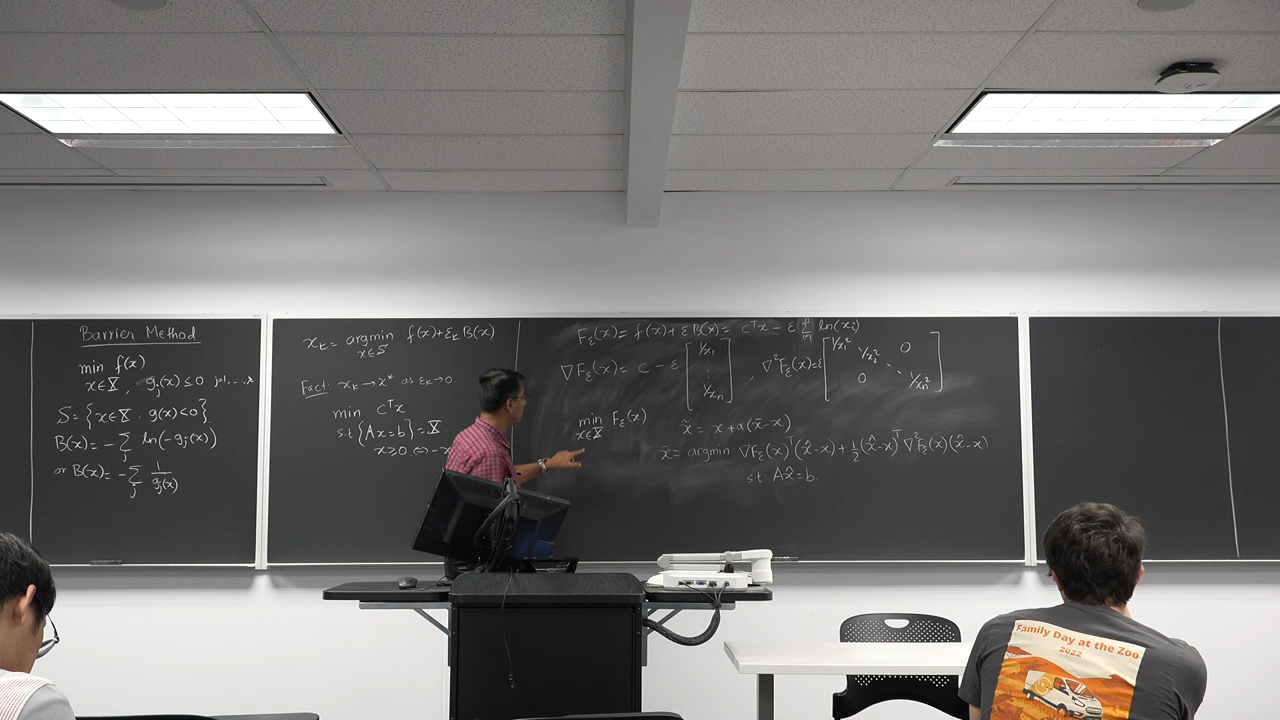 Barrier Method
min f(x)
x∈X, gj(x) ≤ 0 j=1,...,r
S = {x∈X : g(x)<0}
B(x) = -∑j ln(-gj(x))
or B(x) = -∑j 1/gj(x)
xk = argmin x∈S f(x)+εk B(x)
Fact: xk → x* as εk → 0.
min cᵀx
s.t {Ax=b} = X
x≥0 ⇔ -x
Fε(x) = f(x) + εB(x) = cᵀx - ε ∑ ln(xi)
∇Fε(x) = c - ε [1/x1 ⋮ 1/xn], ∇²Fε(x) = ε [1/x1² 1/x2² 0 ⋱ 0 1/xn²]
min x∈X Fε(x)
x̃ = x + α(x̄-x)
x̄ = argmin ∇Fε(x)ᵀ(x̂-x) + 1/2(x̂-x)ᵀ∇²Fε(x)(x̂-x)
s.t. Ax̂ = b.
Family Day at the Zoo
2022